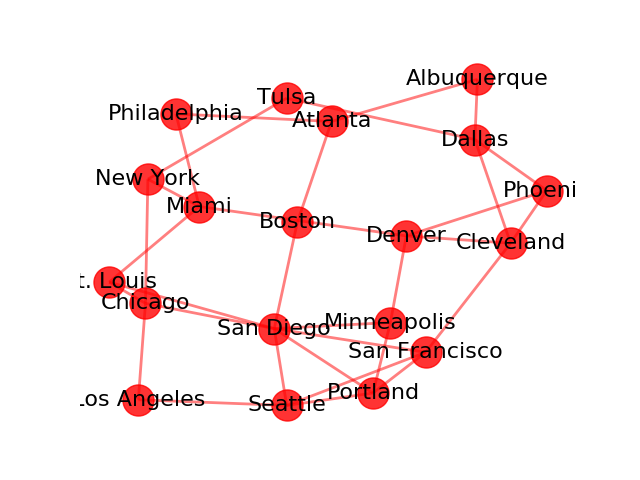 Albuquerque
Tulsa
Philadelphia
Atlanta
Dallas
New York
Phoeni
Miami
Boston
Denver
Cleveland
t. Louis
Chicago
San Diego
Minneapolis
San Francisco
Los Angeles
Seattle
Portland